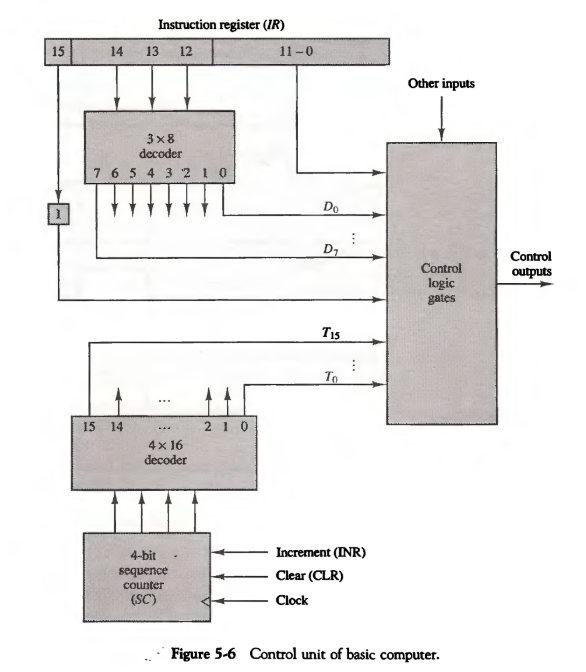 Instruction register (IR)
15 14 13 12 11 – 0
Other inputs
3 × 8
decoder
7 6 5 4 3 2 1 0
I
D0
⋮
D7
Control
logic
gates
Control
outputs
T15
⋮
T0
...
15 14 ... 2 1 0
4 × 16
decoder
4-bit
sequence
counter
(SC)
Increment (INR)
Clear (CLR)
Clock
Figure 5-6 Control unit of basic computer.